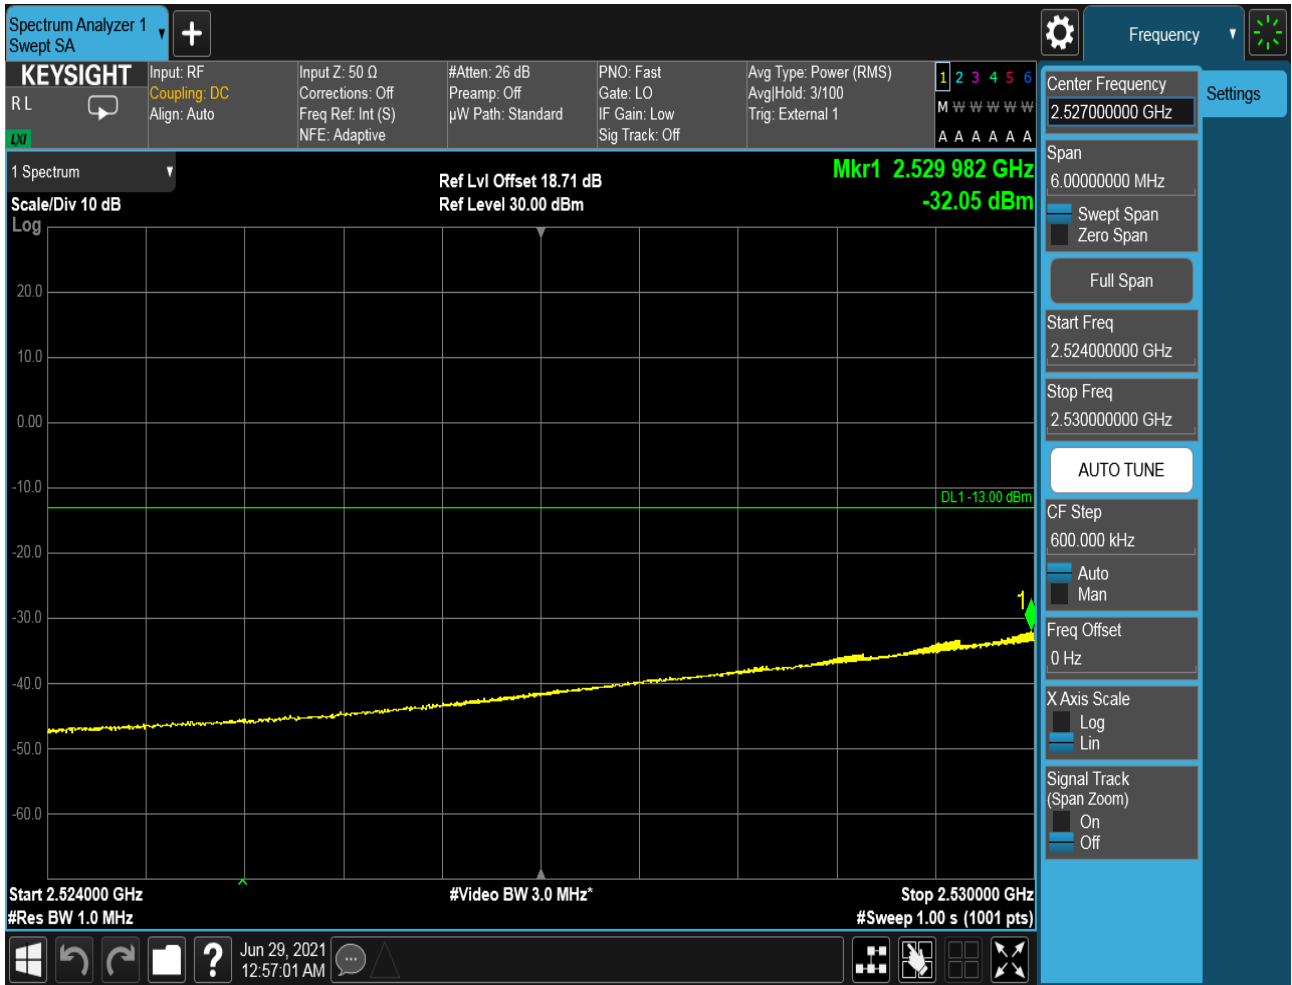 Spectrum Analyzer 1
Swept SA
Frequency
KEYSIGHT
R L
LXI
Input: RF
Coupling: DC
Align: Auto
Input Z: 50 Ω
Corrections: Off
Freq Ref: Int (S)
NFE: Adaptive
#Atten: 26 dB
Preamp: Off
µW Path: Standard
PNO: Fast
Gate: LO
IF Gain: Low
Sig Track: Off
Avg Type: Power (RMS)
Avg|Hold: 3/100
Trig: External 1
1 2 3 4 5 6
M W W W W W
A A A A A A
1 Spectrum
Scale/Div 10 dB
Log
Ref Lvl Offset 18.71 dB
Ref Level 30.00 dBm
Mkr1 2.529 982 GHz
-32.05 dBm
20.0
10.0
0.00
-10.0
-20.0
-30.0
-40.0
-50.0
-60.0
DL1 -13.00 dBm
1
Start 2.524000 GHz
#Res BW 1.0 MHz
#Video BW 3.0 MHz*
Stop 2.530000 GHz
#Sweep 1.00 s (1001 pts)
Center Frequency
2.527000000 GHz
Settings
Span
6.00000000 MHz
Swept Span
Zero Span
Full Span
Start Freq
2.524000000 GHz
Stop Freq
2.530000000 GHz
AUTO TUNE
CF Step
600.000 kHz
Auto
Man
Freq Offset
0 Hz
X Axis Scale
Log
Lin
Signal Track
(Span Zoom)
On
Off
?
Jun 29, 2021
12:57:01 AM